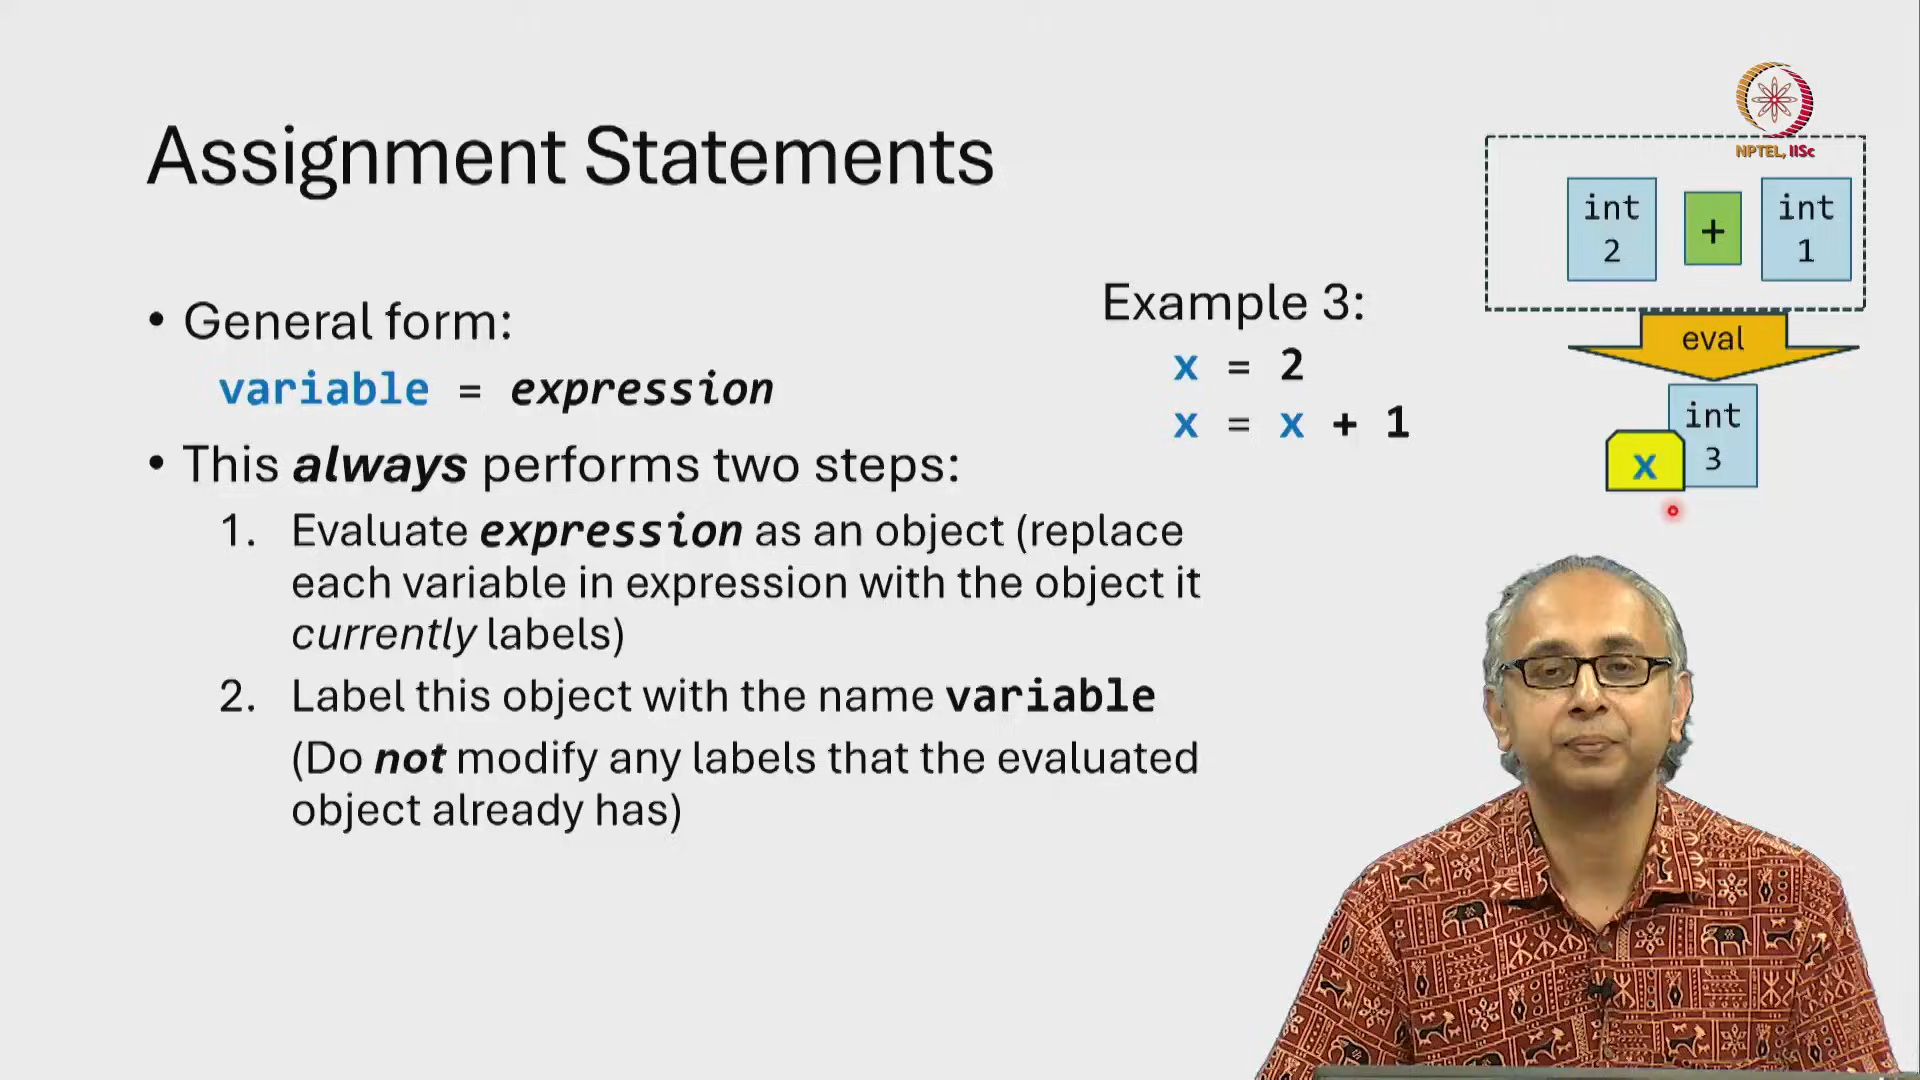 Assignment Statements
• General form:
variable = expression
• This always performs two steps:
1. Evaluate expression as an object (replace
each variable in expression with the object it
currently labels)
2. Label this object with the name variable
(Do not modify any labels that the evaluated
object already has)
Example 3:
x = 2
x = x + 1
NPTEL, IISc
int
2
+
int
1
eval
int
3
x